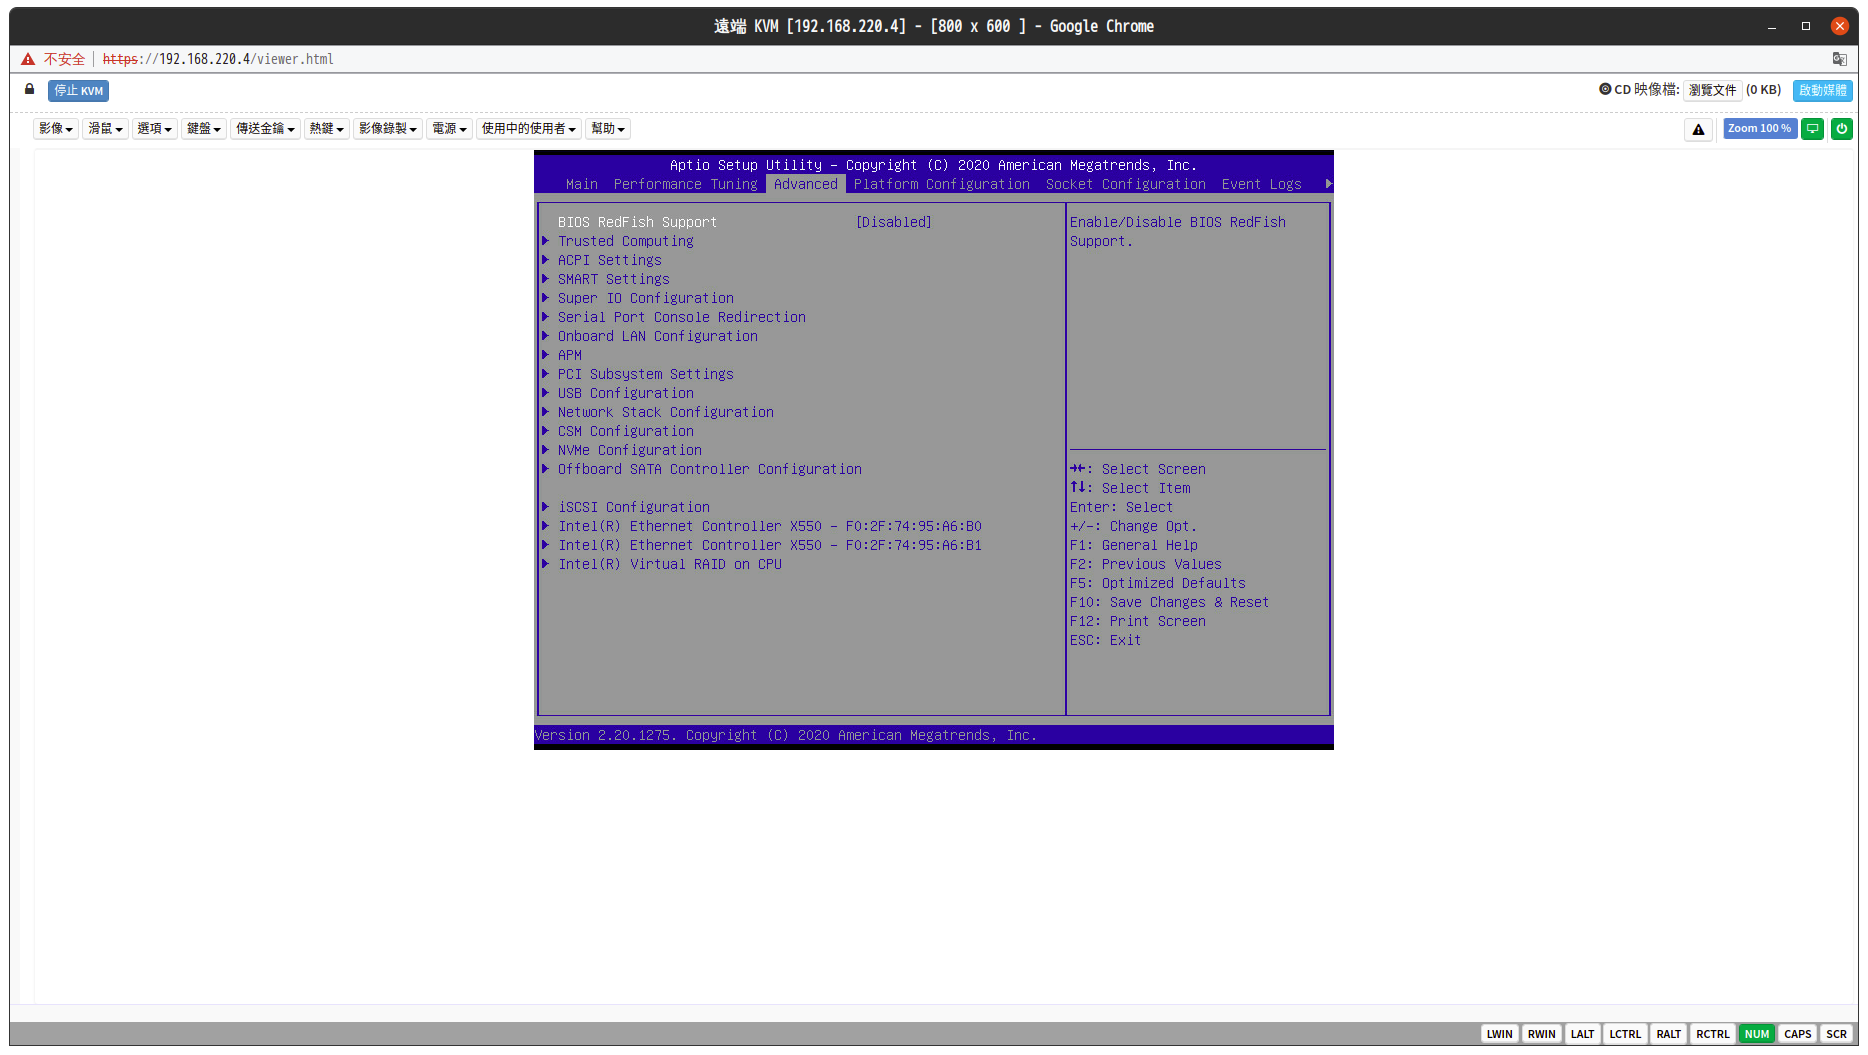 遠端 KVM [192.168.220.4] - [800 x 600 ] - Google Chrome
不安全 | https://192.168.220.4/viewer.html
停止 KVM
CD 映像檔: 瀏覽文件 (0 KB) 啟動媒體
影像 滑鼠 選項 鍵盤 傳送金鑰 熱鍵 影像錄製 電源 使用中的使用者 幫助
Zoom 100 %
Aptio Setup Utility – Copyright (C) 2020 American Megatrends, Inc.
Main Performance Tuning Advanced Platform Configuration Socket Configuration Event Logs
BIOS RedFish Support [Disabled]
Trusted Computing
ACPI Settings
SMART Settings
Super IO Configuration
Serial Port Console Redirection
Onboard LAN Configuration
APM
PCI Subsystem Settings
USB Configuration
Network Stack Configuration
CSM Configuration
NVMe Configuration
Offboard SATA Controller Configuration
iSCSI Configuration
Intel(R) Ethernet Controller X550 – F0:2F:74:95:A6:B0
Intel(R) Ethernet Controller X550 – F0:2F:74:95:A6:B1
Intel(R) Virtual RAID on CPU
Enable/Disable BIOS RedFish
Support.
→←: Select Screen
↑↓: Select Item
Enter: Select
+/–: Change Opt.
F1: General Help
F2: Previous Values
F5: Optimized Defaults
F10: Save Changes & Reset
F12: Print Screen
ESC: Exit
Version 2.20.1275. Copyright (C) 2020 American Megatrends, Inc.
LWIN RWIN LALT LCTRL RALT RCTRL NUM CAPS SCR